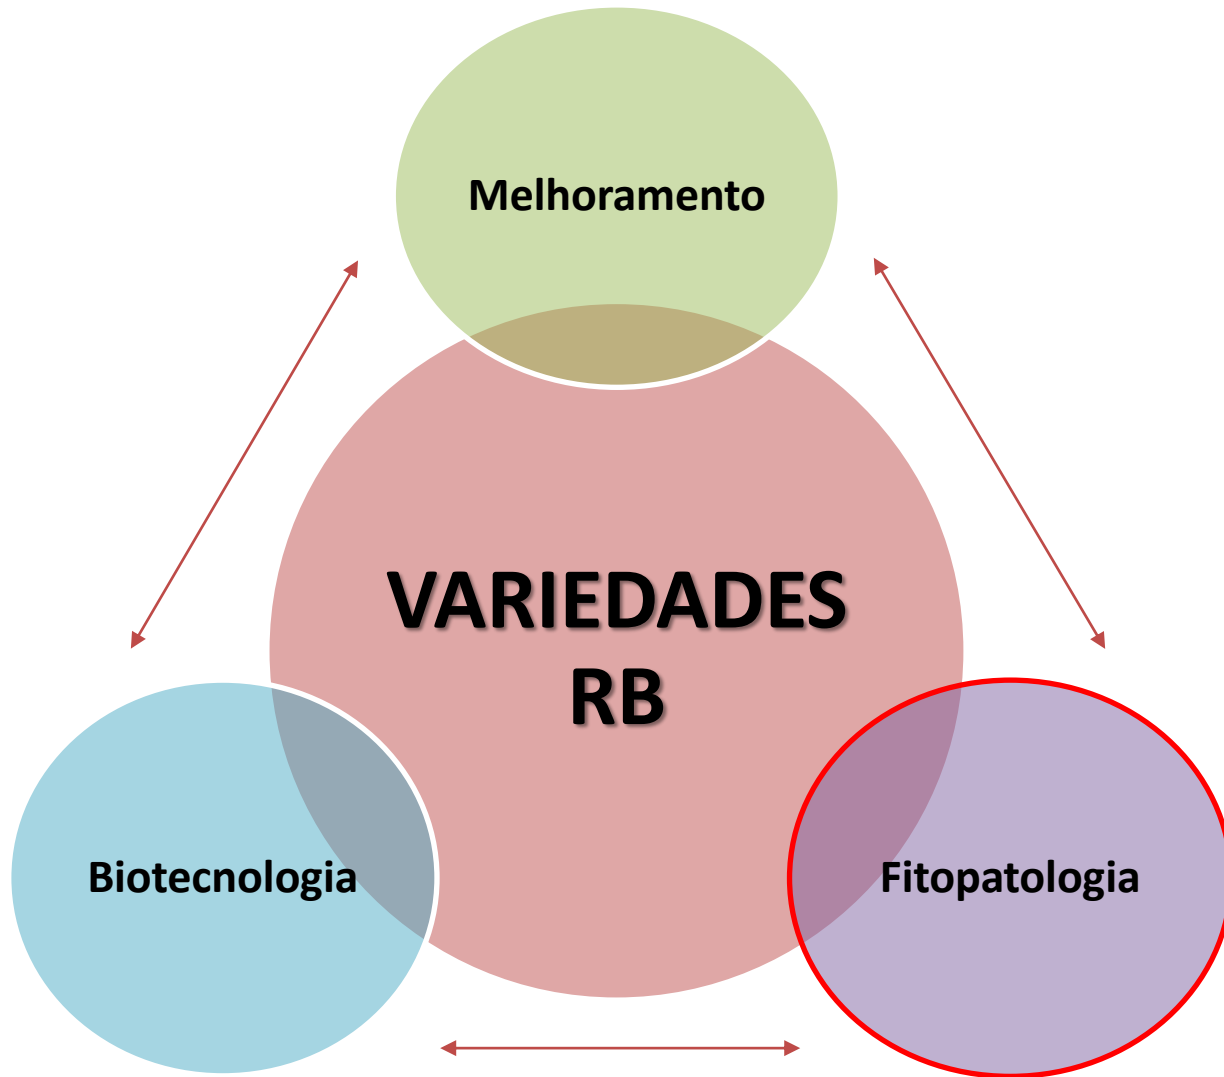 Melhoramento
VARIEDADES
RB
Biotecnologia
Fitopatologia